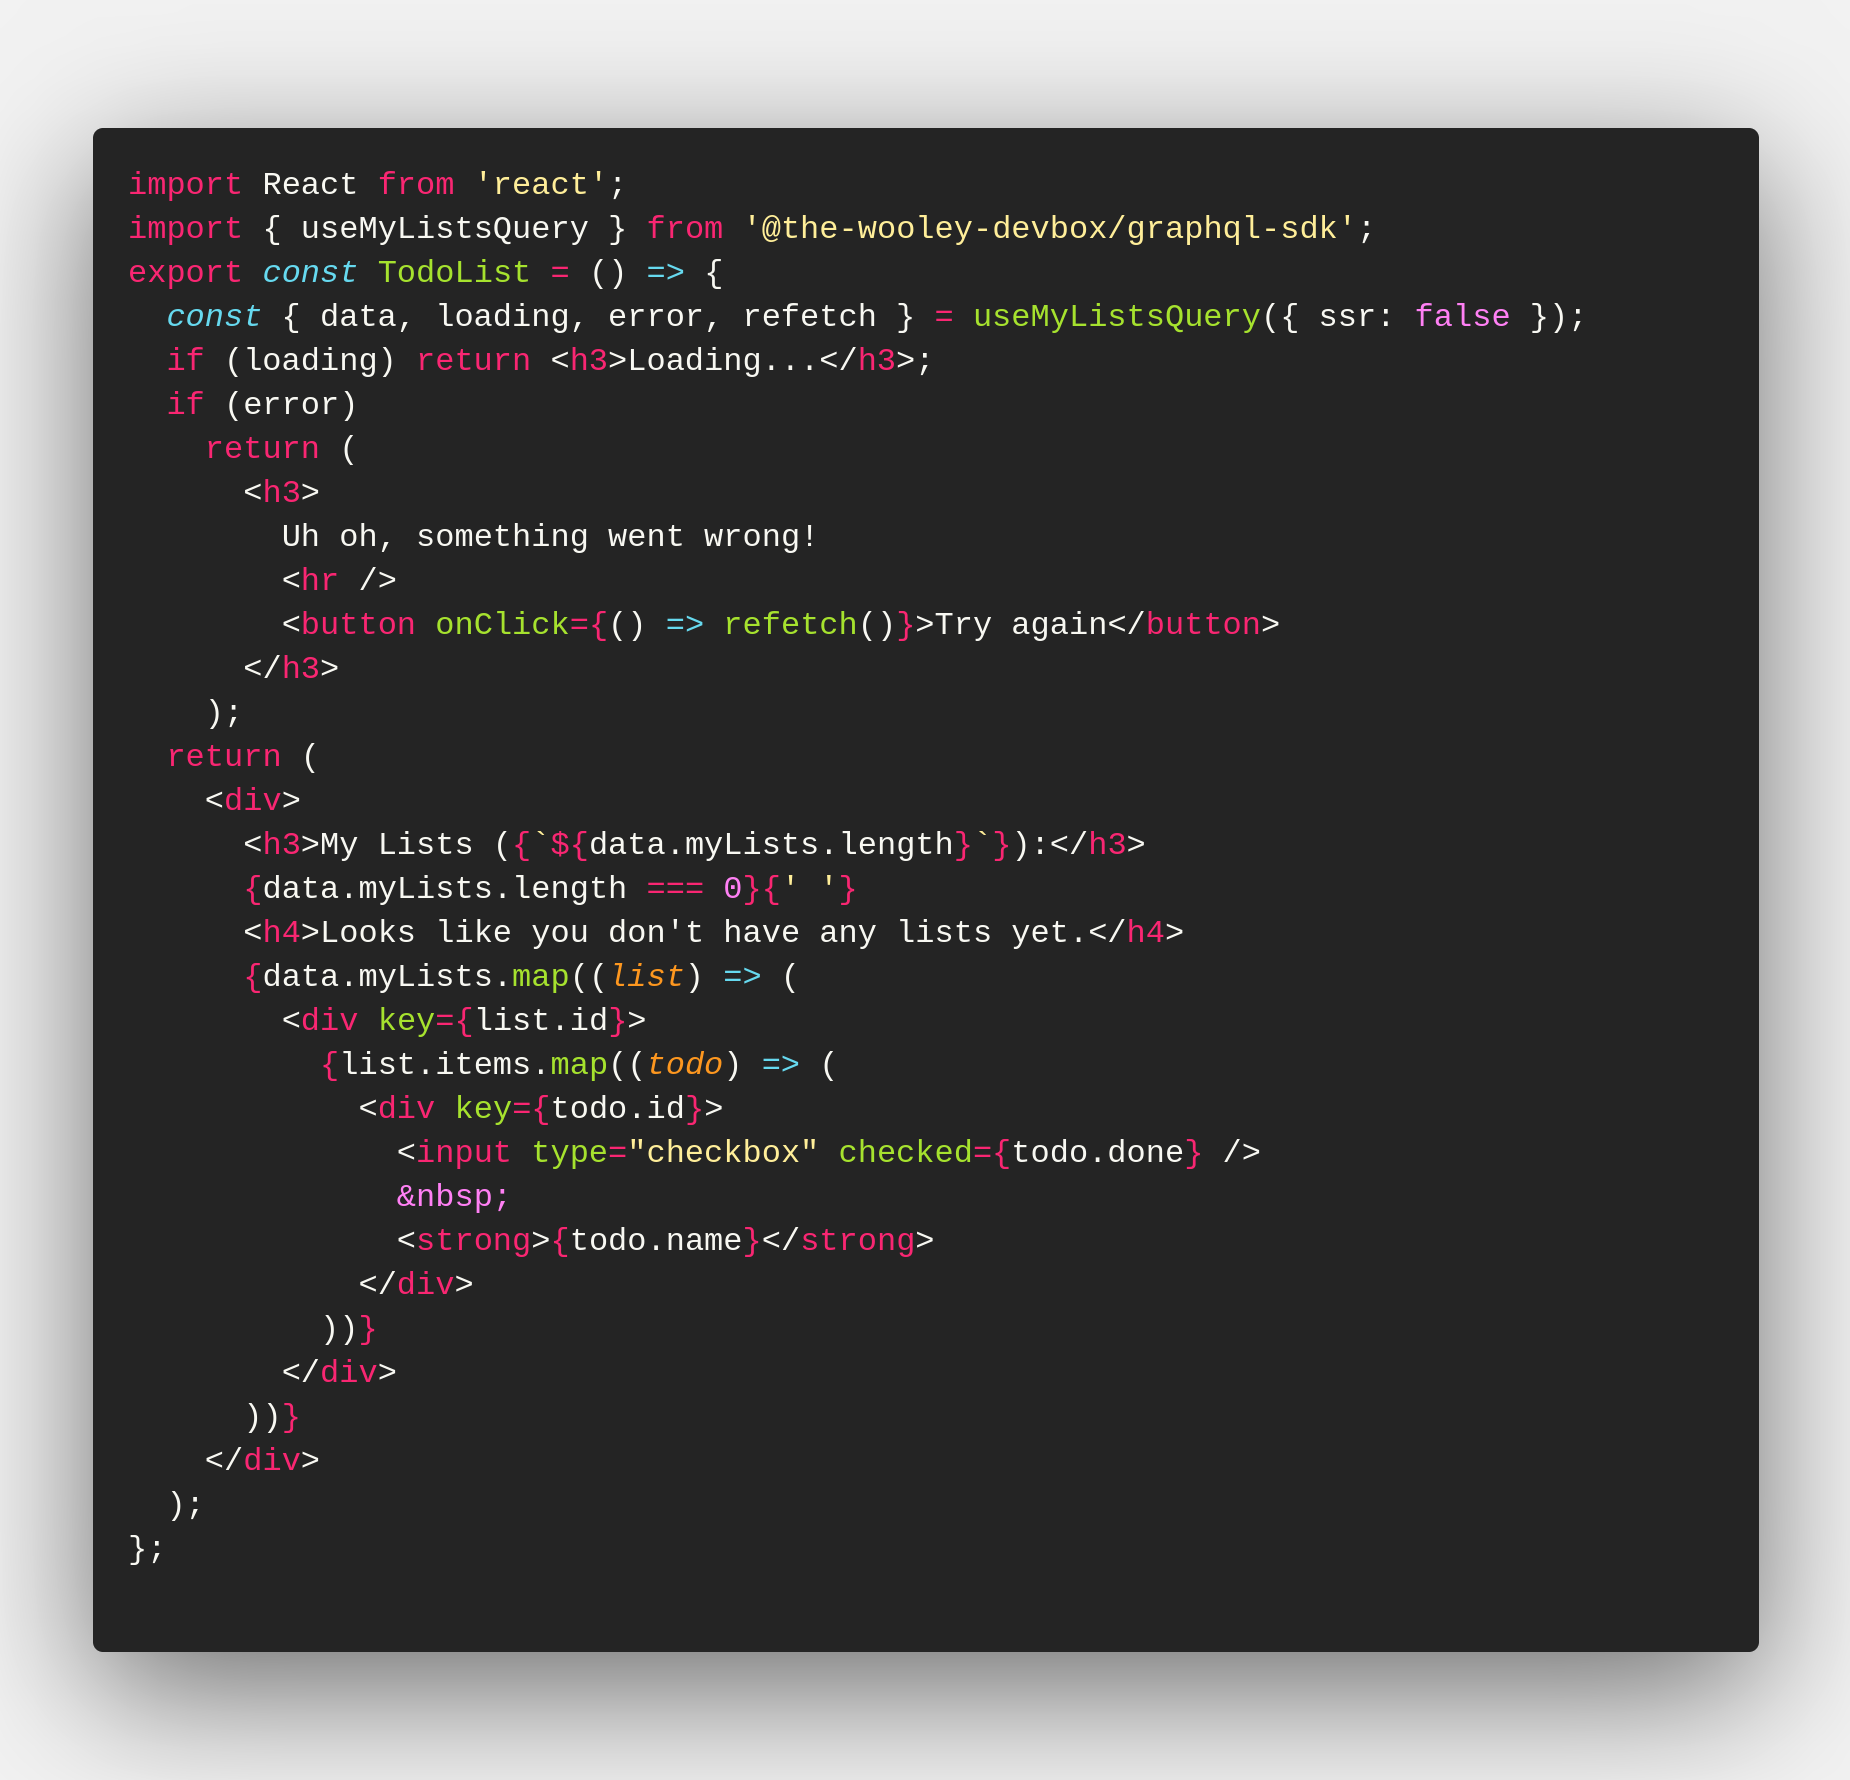 import React from 'react';
import { useMyListsQuery } from '@the-wooley-devbox/graphql-sdk';
export const TodoList = () => {
  const { data, loading, error, refetch } = useMyListsQuery({ ssr: false });
  if (loading) return <h3>Loading...</h3>;
  if (error)
    return (
      <h3>
        Uh oh, something went wrong!
        <hr />
        <button onClick={() => refetch()}>Try again</button>
      </h3>
    );
  return (
    <div>
      <h3>My Lists ({`${data.myLists.length}`}):</h3>
      {data.myLists.length === 0}{' '}
      <h4>Looks like you don't have any lists yet.</h4>
      {data.myLists.map((list) => (
        <div key={list.id}>
          {list.items.map((todo) => (
            <div key={todo.id}>
              <input type="checkbox" checked={todo.done} />
              &nbsp;
              <strong>{todo.name}</strong>
            </div>
          ))}
        </div>
      ))}
    </div>
  );
};